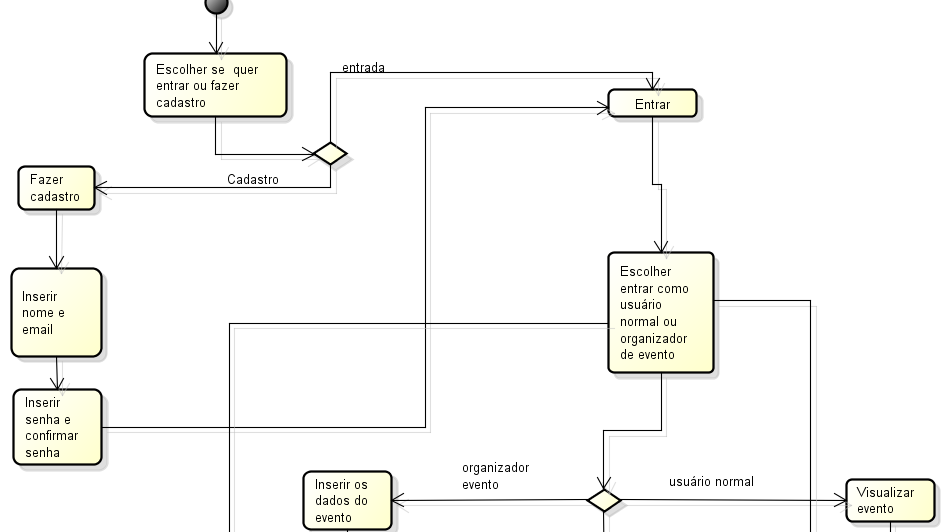 Escolher se quer
entrar ou fazer
cadastro
entrada
Entrar
Fazer
cadastro
Cadastro
Inserir
nome e
email
Escolher
entrar como
usuário
normal ou
organizador
de evento
Inserir
senha e
confirmar
senha
organizador
evento
usuário normal
Inserir os
dados do
evento
Visualizar
evento